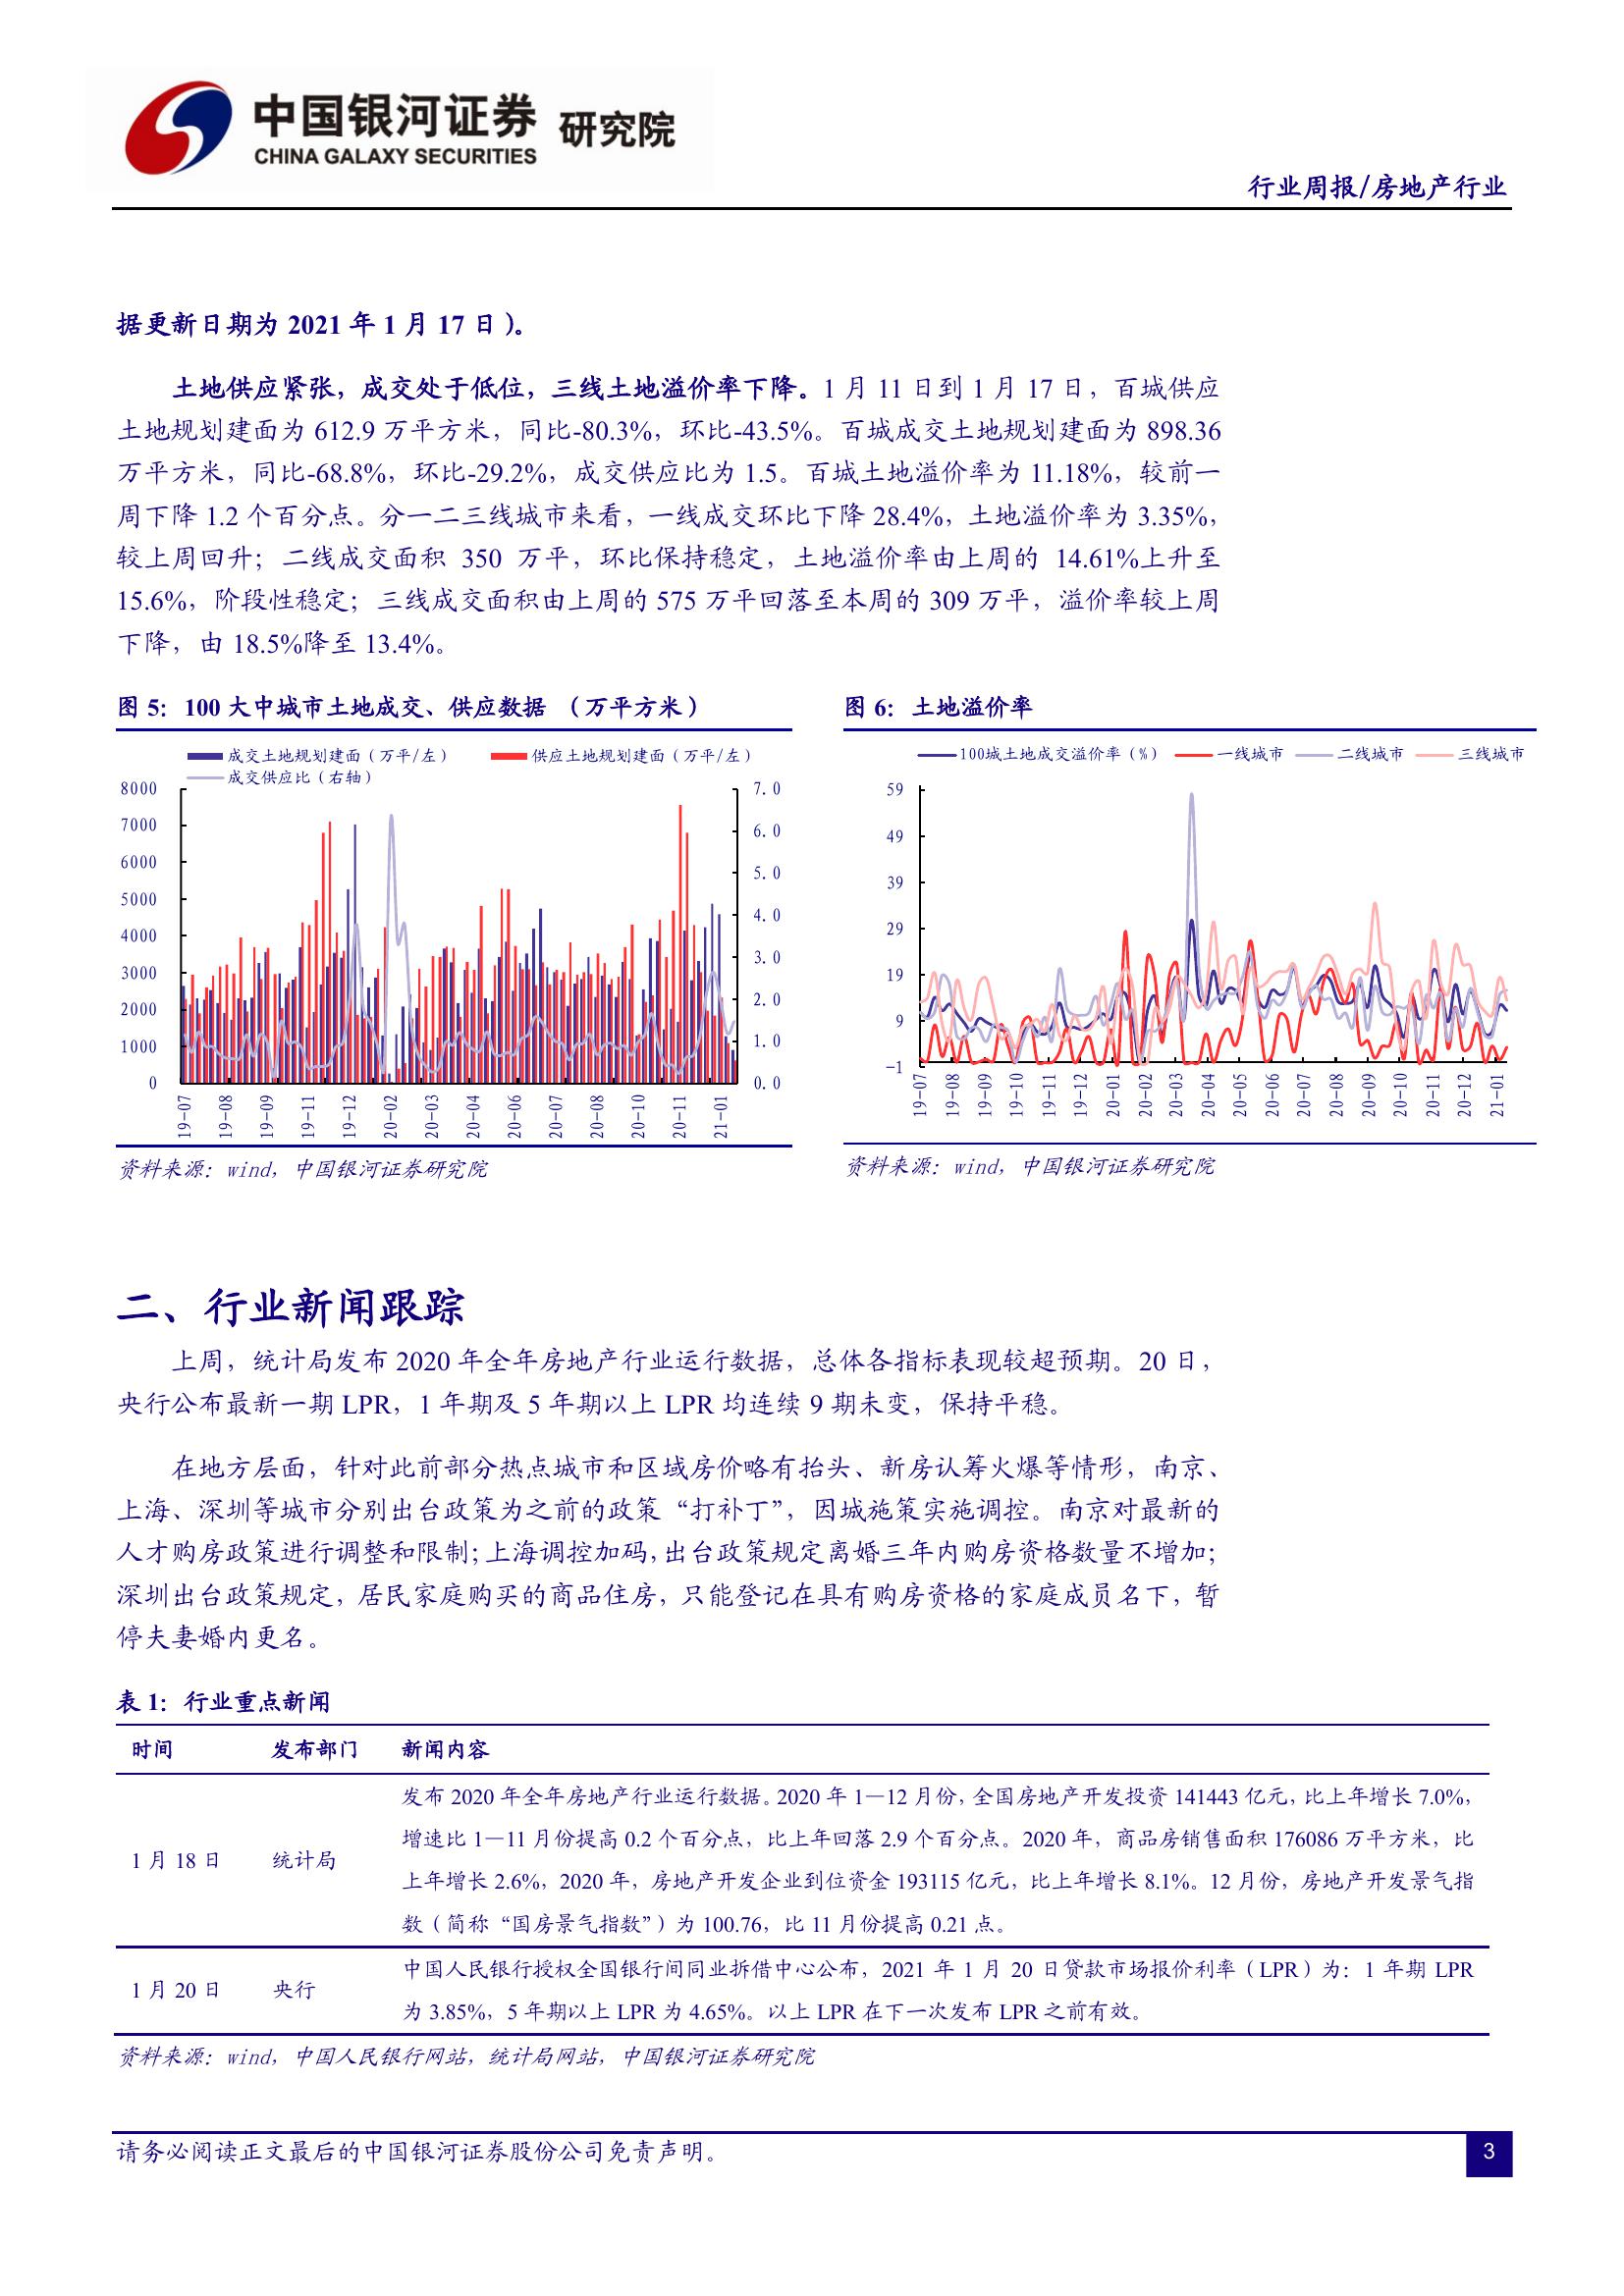 中国银河证券 研究院
CHINA GALAXY SECURITIES
行业周报/房地产行业
据更新日期为 2021 年 1 月 17 日）。
土地供应紧张，成交处于低位，三线土地溢价率下降。1 月 11 日到 1 月 17 日，百城供应
土地规划建面为 612.9 万平方米，同比-80.3%，环比-43.5%。百城成交土地规划建面为 898.36
万平方米，同比-68.8%，环比-29.2%，成交供应比为 1.5。百城土地溢价率为 11.18%，较前一
周下降 1.2 个百分点。分一二三线城市来看，一线成交环比下降 28.4%，土地溢价率为 3.35%，
较上周回升；二线成交面积 350 万平，环比保持稳定，土地溢价率由上周的 14.61%上升至
15.6%，阶段性稳定；三线成交面积由上周的 575 万平回落至本周的 309 万平，溢价率较上周
下降，由 18.5%降至 13.4%。
图 5：100 大中城市土地成交、供应数据 （万平方米）
成交土地规划建面（万平/左） 供应土地规划建面（万平/左）
成交供应比（右轴）
8000
7000
6000
5000
4000
3000
2000
1000
0
7.0
6.0
5.0
4.0
3.0
2.0
1.0
0.0
19-07 19-08 19-09 19-11 19-12 20-02 20-03 20-04 20-06 20-07 20-08 20-10 20-11 21-01
资料来源：wind，中国银河证券研究院
图 6：土地溢价率
100城土地成交溢价率（%） 一线城市 二线城市 三线城市
59
49
39
29
19
9
-1
19-07 19-08 19-09 19-10 19-11 19-12 20-01 20-02 20-03 20-04 20-05 20-06 20-07 20-08 20-09 20-10 20-11 20-12 21-01
资料来源：wind，中国银河证券研究院
二、行业新闻跟踪
上周，统计局发布 2020 年全年房地产行业运行数据，总体各指标表现较超预期。20 日，
央行公布最新一期 LPR，1 年期及 5 年期以上 LPR 均连续 9 期未变，保持平稳。
在地方层面，针对此前部分热点城市和区域房价略有抬头、新房认筹火爆等情形，南京、
上海、深圳等城市分别出台政策为之前的政策“打补丁”，因城施策实施调控。南京对最新的
人才购房政策进行调整和限制；上海调控加码，出台政策规定离婚三年内购房资格数量不增加；
深圳出台政策规定，居民家庭购买的商品住房，只能登记在具有购房资格的家庭成员名下，暂
停夫妻婚内更名。
表 1：行业重点新闻
时间 发布部门 新闻内容
1 月 18 日 统计局
发布 2020 年全年房地产行业运行数据。2020 年 1—12 月份，全国房地产开发投资 141443 亿元，比上年增长 7.0%，
增速比 1—11 月份提高 0.2 个百分点，比上年回落 2.9 个百分点。2020 年，商品房销售面积 176086 万平方米，比
上年增长 2.6%，2020 年，房地产开发企业到位资金 193115 亿元，比上年增长 8.1%。12 月份，房地产开发景气指
数（简称“国房景气指数”）为 100.76，比 11 月份提高 0.21 点。
1 月 20 日 央行
中国人民银行授权全国银行间同业拆借中心公布，2021 年 1 月 20 日贷款市场报价利率（LPR）为：1 年期 LPR
为 3.85%，5 年期以上 LPR 为 4.65%。以上 LPR 在下一次发布 LPR 之前有效。
资料来源：wind，中国人民银行网站，统计局网站，中国银河证券研究院
请务必阅读正文最后的中国银河证券股份公司免责声明。
3